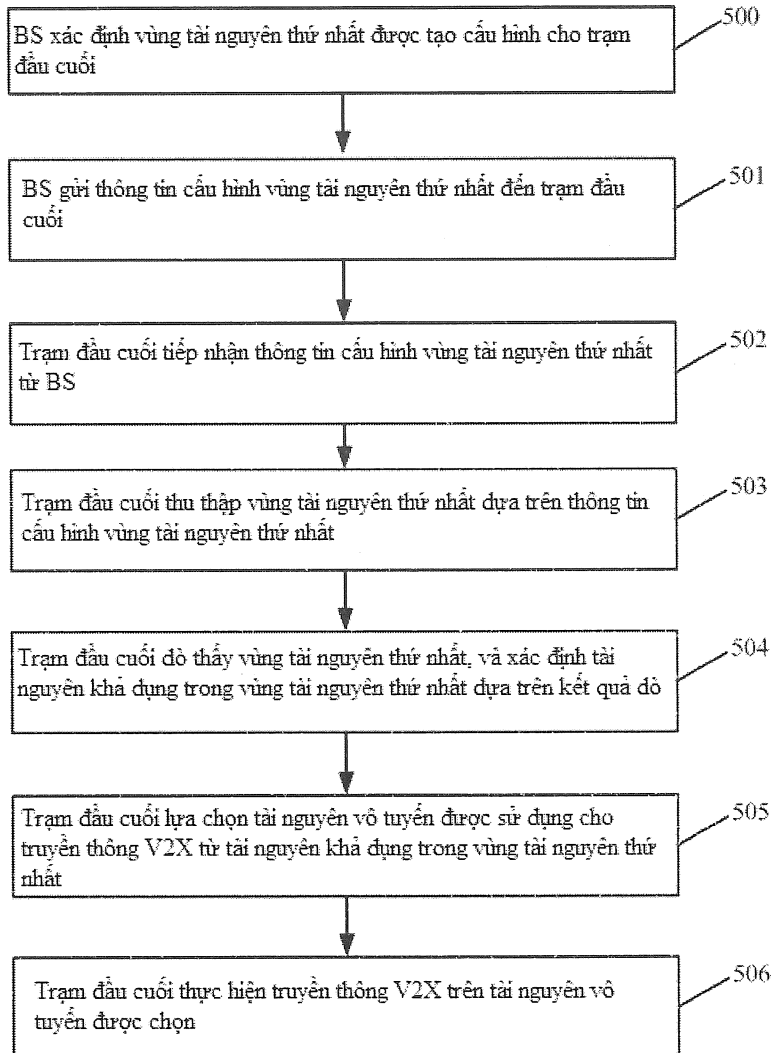 500
BS xác định vùng tài nguyên thứ nhất được tạo cấu hình cho trạm
đầu cuối
501
BS gửi thông tin cấu hình vùng tài nguyên thứ nhất đến trạm đầu
cuối
502
Trạm đầu cuối tiếp nhận thông tin cấu hình vùng tài nguyên thứ nhất
từ BS
503
Trạm đầu cuối thu thập vùng tài nguyên thứ nhất dựa trên thông tin
cấu hình vùng tài nguyên thứ nhất
504
Trạm đầu cuối dò thấy vùng tài nguyên thứ nhất, và xác định tài
nguyên khả dụng trong vùng tài nguyên thứ nhất dựa trên kết quả dò
505
Trạm đầu cuối lựa chọn tài nguyên vô tuyến được sử dụng cho
truyền thông V2X từ tài nguyên khả dụng trong vùng tài nguyên thứ
nhất
506
Trạm đầu cuối thực hiện truyền thông V2X trên tài nguyên vô
tuyến được chọn